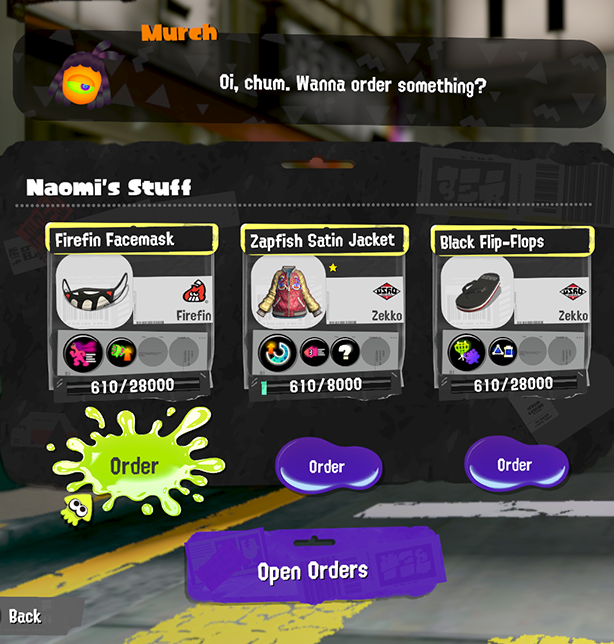 Murch
Oi, chum. Wanna order something?
Naomi's Stuff
Firefin Facemask
Zapfish Satin Jacket
Black Flip-Flops
Firefin
Zekko
Zekko
?
610/28000
610/8000
610/28000
Order
Order
Order
Open Orders
Back